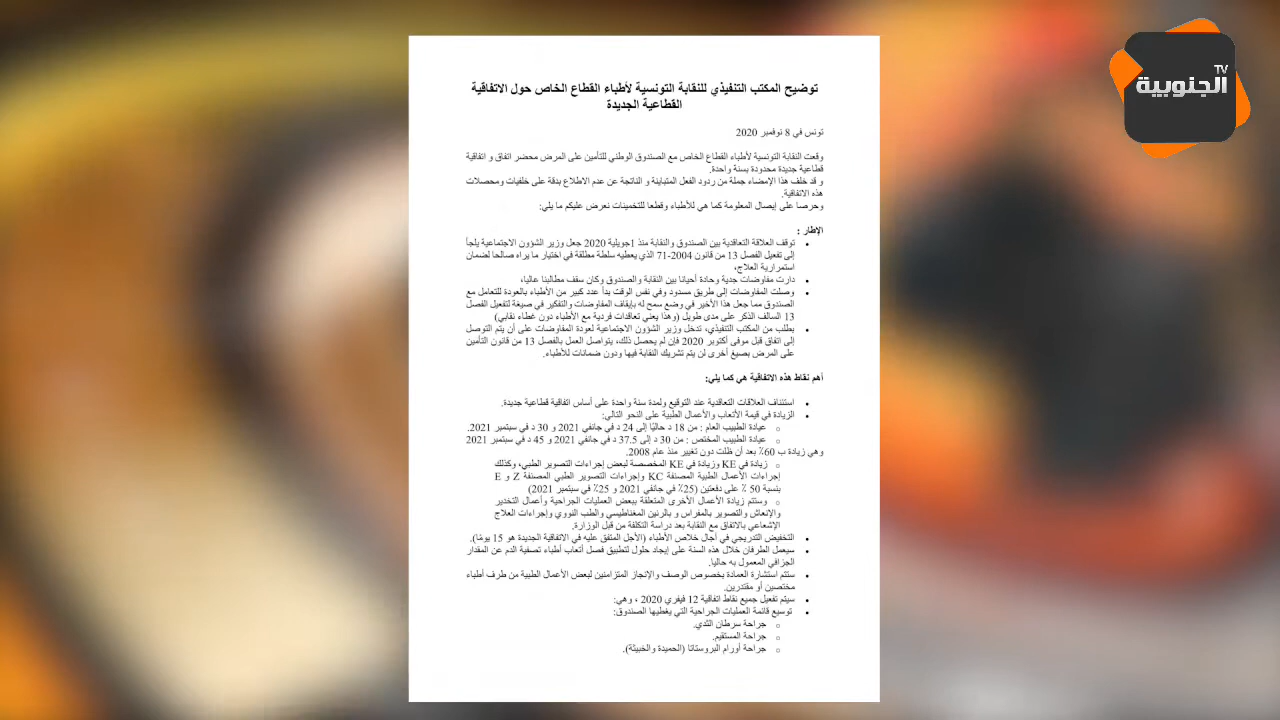 TV
الجنوبية
توضيح المكتب التنفيذي للنقابة التونسية لأطباء القطاع الخاص حول الاتفاقية
القطاعية الجديدة
تونس في 8 نوفمبر 2020
وقعت النقابة التونسية لأطباء القطاع الخاص مع الصندوق الوطني للتأمين على المرض محضر اتفاق و اتفاقية
قطاعية جديدة محدودة بسنة واحدة.
و قد خلف هذا الإمضاء جملة من ردود الفعل المتباينة و الناتجة عن عدم الاطلاع بدقة على خلفيات ومحصلات
هذه الاتفاقية.
وحرصا على إيصال المعلومة كما هي للأطباء وقطعا للتخمينات نعرض عليكم ما يلي:
الإطار :
• توقف العلاقة التعاقدية بين الصندوق والنقابة منذ 1جويلية 2020 جعل وزير الشؤون الاجتماعية يلجأ
إلى تفعيل الفصل 13 من قانون 2004-71 الذي يعطيه سلطة مطلقة في اختيار ما يراه صالحا لضمان
استمرارية العلاج،
• دارت مفاوضات جدية وحادة أحيانا بين النقابة والصندوق وكان سقف مطالبنا عاليا،
• وصلت المفاوضات إلى طريق مسدود وفي نفس الوقت بدأ عدد كبير من الأطباء بالعودة للتعامل مع
الصندوق مما جعل هذا الأخير في وضع سمح له بإيقاف المفاوضات والتفكير في صيغة لتفعيل الفصل
13 السالف الذكر على مدى طويل (وهذا يعني تعاقدات فردية مع الأطباء دون غطاء نقابي)
• بطلب من المكتب التنفيذي، تدخل وزير الشؤون الاجتماعية لعودة المفاوضات على أن يتم التوصل
إلى اتفاق قبل موفى أكتوبر 2020 فإن لم يحصل ذلك، يتواصل العمل بالفصل 13 من قانون التأمين
على المرض بصيغ أخرى لن يتم تشريك النقابة فيها ودون ضمانات للأطباء.
أهم نقاط هذه الاتفاقية هي كما يلي:
• استئناف العلاقات التعاقدية عند التوقيع ولمدة سنة واحدة على أساس اتفاقية قطاعية جديدة.
• الزيادة في قيمة الأتعاب والأعمال الطبية على النحو التالي:
o عيادة الطبيب العام : من 18 د حاليًا إلى 24 د في جانفي 2021 و 30 د في سبتمبر 2021.
o عيادة الطبيب المختص : من 30 د إلى 37.5 د في جانفي 2021 و 45 د في سبتمبر 2021
وهي زيادة ب 60٪ بعد أن ظلت دون تغيير منذ عام 2008.
o زيادة في KE وزيادة في KE المخصصة لبعض إجراءات التصوير الطبي، وكذلك
إجراءات الأعمال الطبية المصنفة KC وإجراءات التصوير الطبي المصنفة Z و E
بنسبة 50 ٪ على دفعتين (25٪ في جانفي 2021 و 25٪ في سبتمبر 2021)
o وستتم زيادة الأعمال الأخرى المتعلقة ببعض العمليات الجراحية وأعمال التخدير
والإنعاش والتصوير بالمفراس و بالرنين المغناطيسي والطب النووي وإجراءات العلاج
الإشعاعي بالاتفاق مع النقابة بعد دراسة التكلفة من قبل الوزارة.
• التخفيض التدريجي في آجال خلاص الأطباء (الأجل المتفق عليه في الاتفاقية الجديدة هو 15 يومًا).
• سيعمل الطرفان خلال هذه السنة على إيجاد حلول لتطبيق فصل أتعاب أطباء تصفية الدم عن المقدار
الجزافي المعمول به حاليا.
• ستتم استشارة العمادة بخصوص الوصف والإنجاز المتزامنين لبعض الأعمال الطبية من طرف أطباء
مختصين أو مقتدرين.
• سيتم تفعيل جميع نقاط اتفاقية 12 فيفري 2020 ، وهي:
• توسيع قائمة العمليات الجراحية التي يغطيها الصندوق:
o جراحة سرطان الثدي.
o جراحة المستقيم.
o جراحة أورام البروستاتا (الحميدة والخبيثة).